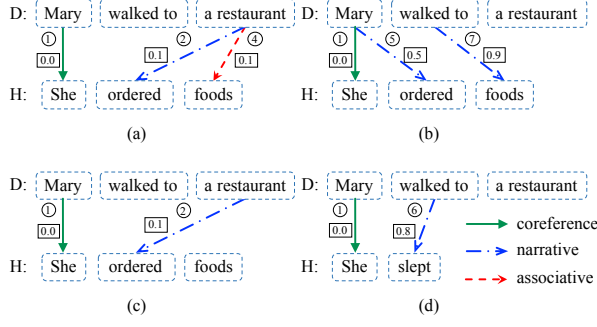 D: Mary walked to a restaurant
① ② ④
0.0 0.1 0.1
H: She ordered foods
(a)
D: Mary walked to a restaurant
① ⑤ ⑦
0.0 0.5 0.9
H: She ordered foods
(b)
D: Mary walked to a restaurant
① ②
0.0 0.1
H: She ordered foods
(c)
D: Mary walked to a restaurant
① ⑥
0.0 0.8
H: She slept
(d)
coreference
narrative
associative